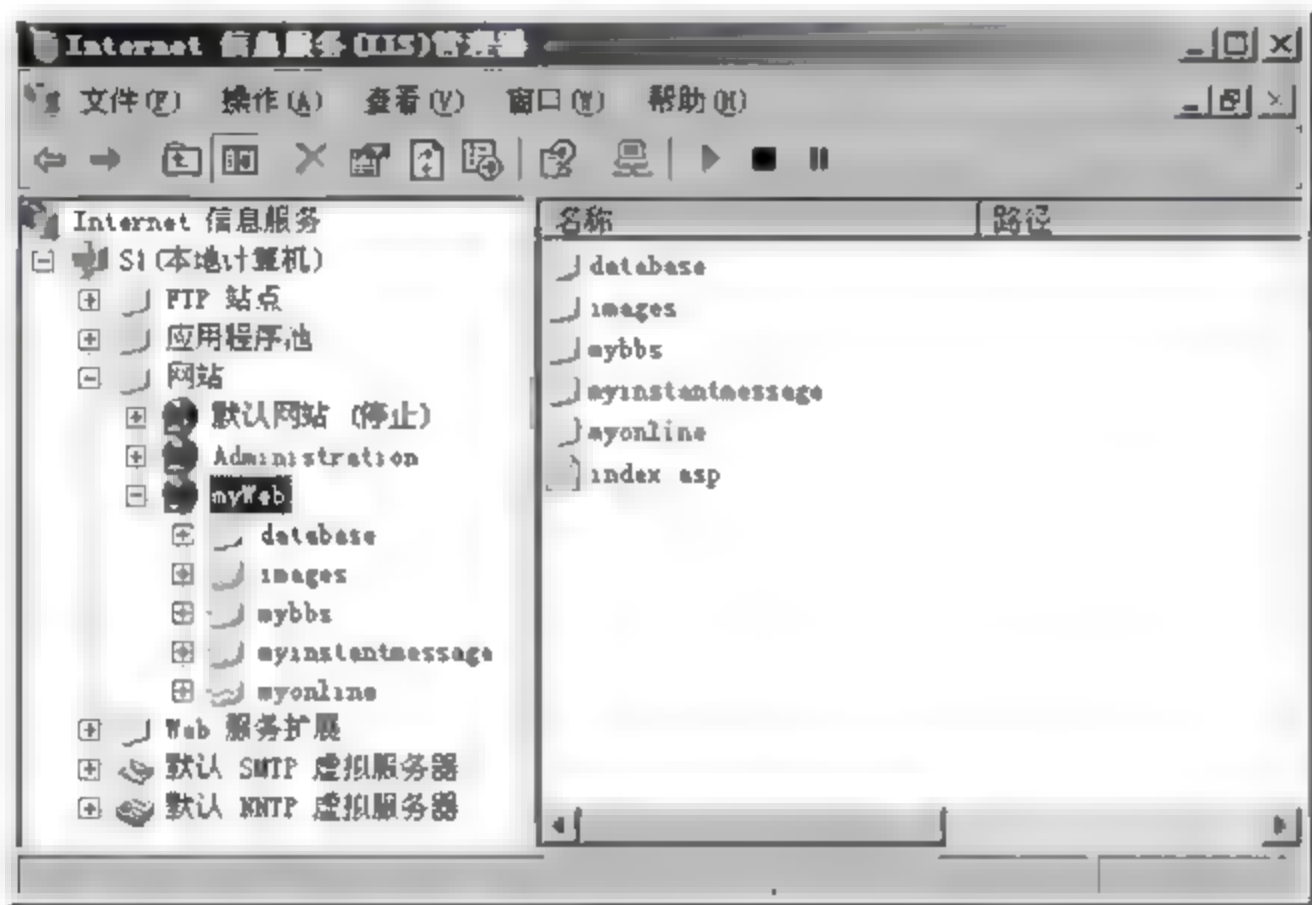 Internet 信息服务(IIS)管理器
文件(F) 操作(A) 查看(V) 窗口(W) 帮助(H)
Internet 信息服务
S1(本地计算机)
FTP 站点
应用程序池
网站
默认网站 (停止)
Administration
myWeb
database
images
mybbs
myinstantmessage
myonline
Web 服务扩展
默认 SMTP 虚拟服务器
默认 NNTP 虚拟服务器
名称 路径
database
images
mybbs
myinstantmessage
myonline
index asp